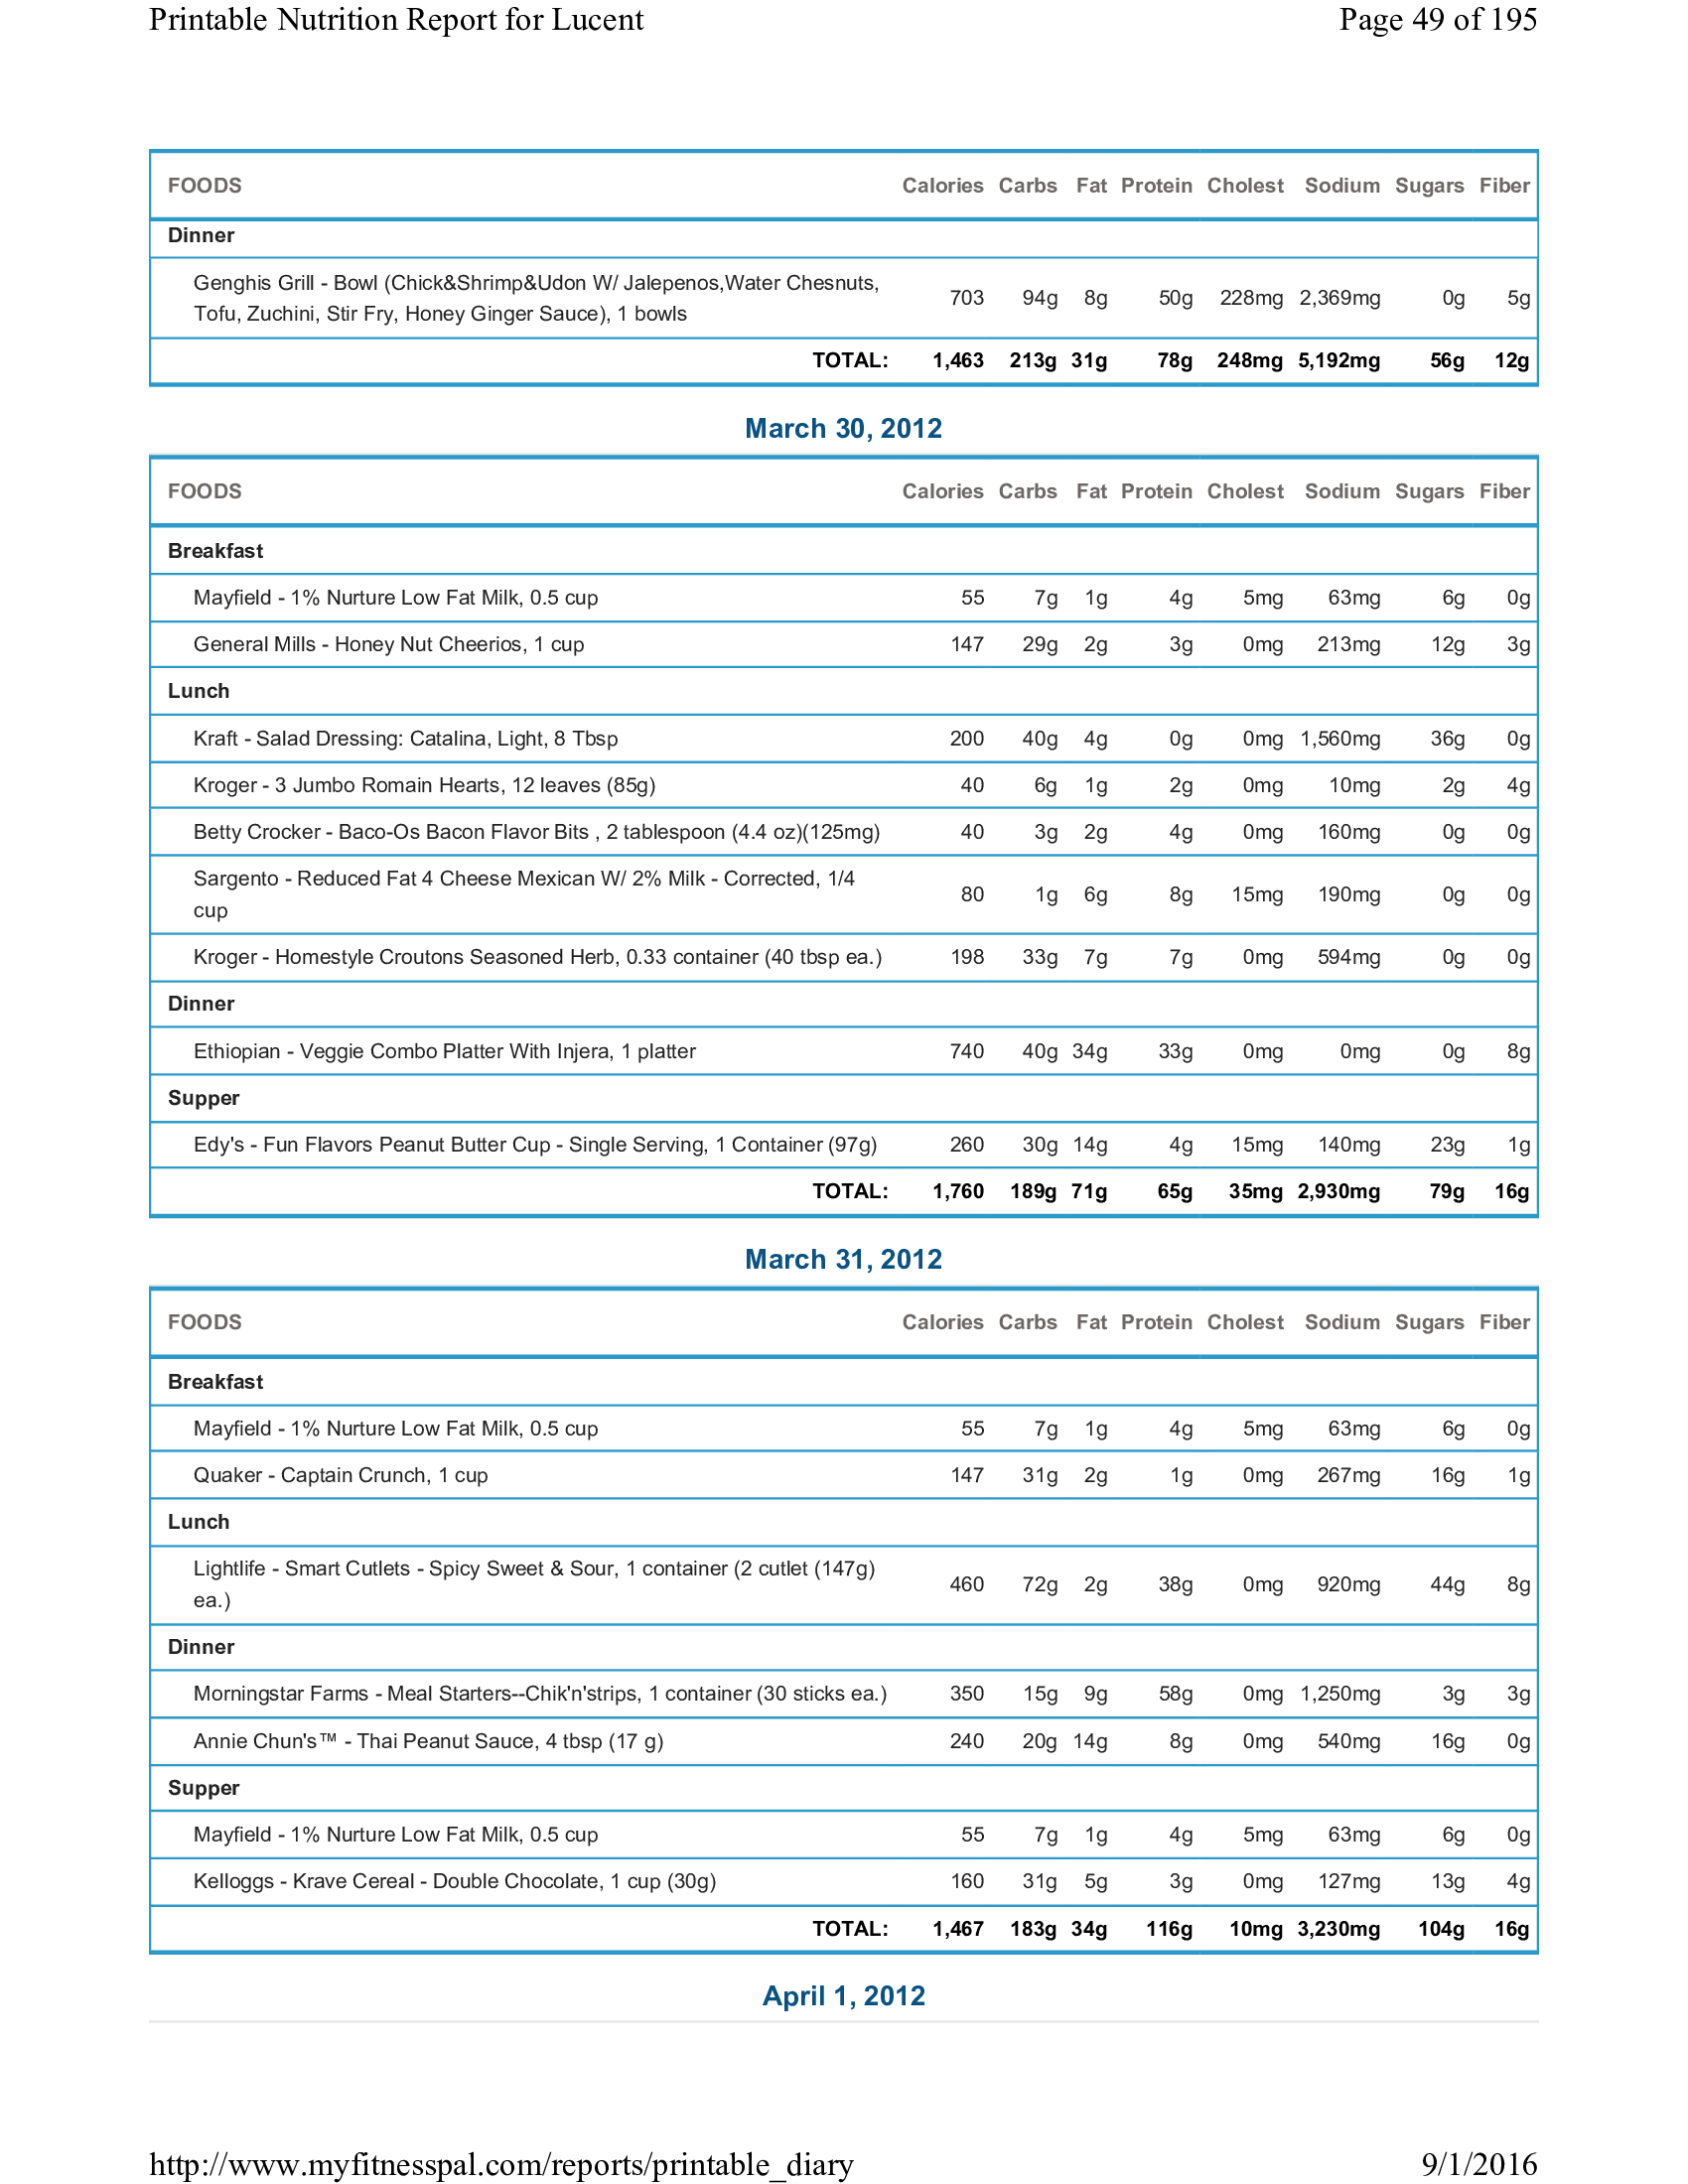 Printable Nutrition Report for Lucent Page 49 of 195
FOODS Calories Carbs Fat Protein Cholest Sodium Sugars Fiber
Dinner
Genghis Grill - Bowl (Chick&Shrimp&Udon W/ Jalepenos,Water Chesnuts,
Tofu, Zuchini, Stir Fry, Honey Ginger Sauce), 1 bowls 703 94g 8g 50g 228mg 2,369mg 0g 5g
TOTAL: 1,463 213g 31g 78g 248mg 5,192mg 56g 12g
March 30, 2012
FOODS Calories Carbs Fat Protein Cholest Sodium Sugars Fiber
Breakfast
Mayfield - 1% Nurture Low Fat Milk, 0.5 cup 55 7g 1g 4g 5mg 63mg 6g 0g
General Mills - Honey Nut Cheerios, 1 cup 147 29g 2g 3g 0mg 213mg 12g 3g
Lunch
Kraft - Salad Dressing: Catalina, Light, 8 Tbsp 200 40g 4g 0g 0mg 1,560mg 36g 0g
Kroger - 3 Jumbo Romain Hearts, 12 leaves (85g) 40 6g 1g 2g 0mg 10mg 2g 4g
Betty Crocker - Baco-Os Bacon Flavor Bits , 2 tablespoon (4.4 oz)(125mg) 40 3g 2g 4g 0mg 160mg 0g 0g
Sargento - Reduced Fat 4 Cheese Mexican W/ 2% Milk - Corrected, 1/4
cup 80 1g 6g 8g 15mg 190mg 0g 0g
Kroger - Homestyle Croutons Seasoned Herb, 0.33 container (40 tbsp ea.) 198 33g 7g 7g 0mg 594mg 0g 0g
Dinner
Ethiopian - Veggie Combo Platter With Injera, 1 platter 740 40g 34g 33g 0mg 0mg 0g 8g
Supper
Edy's - Fun Flavors Peanut Butter Cup - Single Serving, 1 Container (97g) 260 30g 14g 4g 15mg 140mg 23g 1g
TOTAL: 1,760 189g 71g 65g 35mg 2,930mg 79g 16g
March 31, 2012
FOODS Calories Carbs Fat Protein Cholest Sodium Sugars Fiber
Breakfast
Mayfield - 1% Nurture Low Fat Milk, 0.5 cup 55 7g 1g 4g 5mg 63mg 6g 0g
Quaker - Captain Crunch, 1 cup 147 31g 2g 1g 0mg 267mg 16g 1g
Lunch
Lightlife - Smart Cutlets - Spicy Sweet & Sour, 1 container (2 cutlet (147g)
ea.) 460 72g 2g 38g 0mg 920mg 44g 8g
Dinner
Morningstar Farms - Meal Starters--Chik'n'strips, 1 container (30 sticks ea.) 350 15g 9g 58g 0mg 1,250mg 3g 3g
Annie Chun's™ - Thai Peanut Sauce, 4 tbsp (17 g) 240 20g 14g 8g 0mg 540mg 16g 0g
Supper
Mayfield - 1% Nurture Low Fat Milk, 0.5 cup 55 7g 1g 4g 5mg 63mg 6g 0g
Kelloggs - Krave Cereal - Double Chocolate, 1 cup (30g) 160 31g 5g 3g 0mg 127mg 13g 4g
TOTAL: 1,467 183g 34g 116g 10mg 3,230mg 104g 16g
April 1, 2012
http://www.myfitnesspal.com/reports/printable_diary 9/1/2016